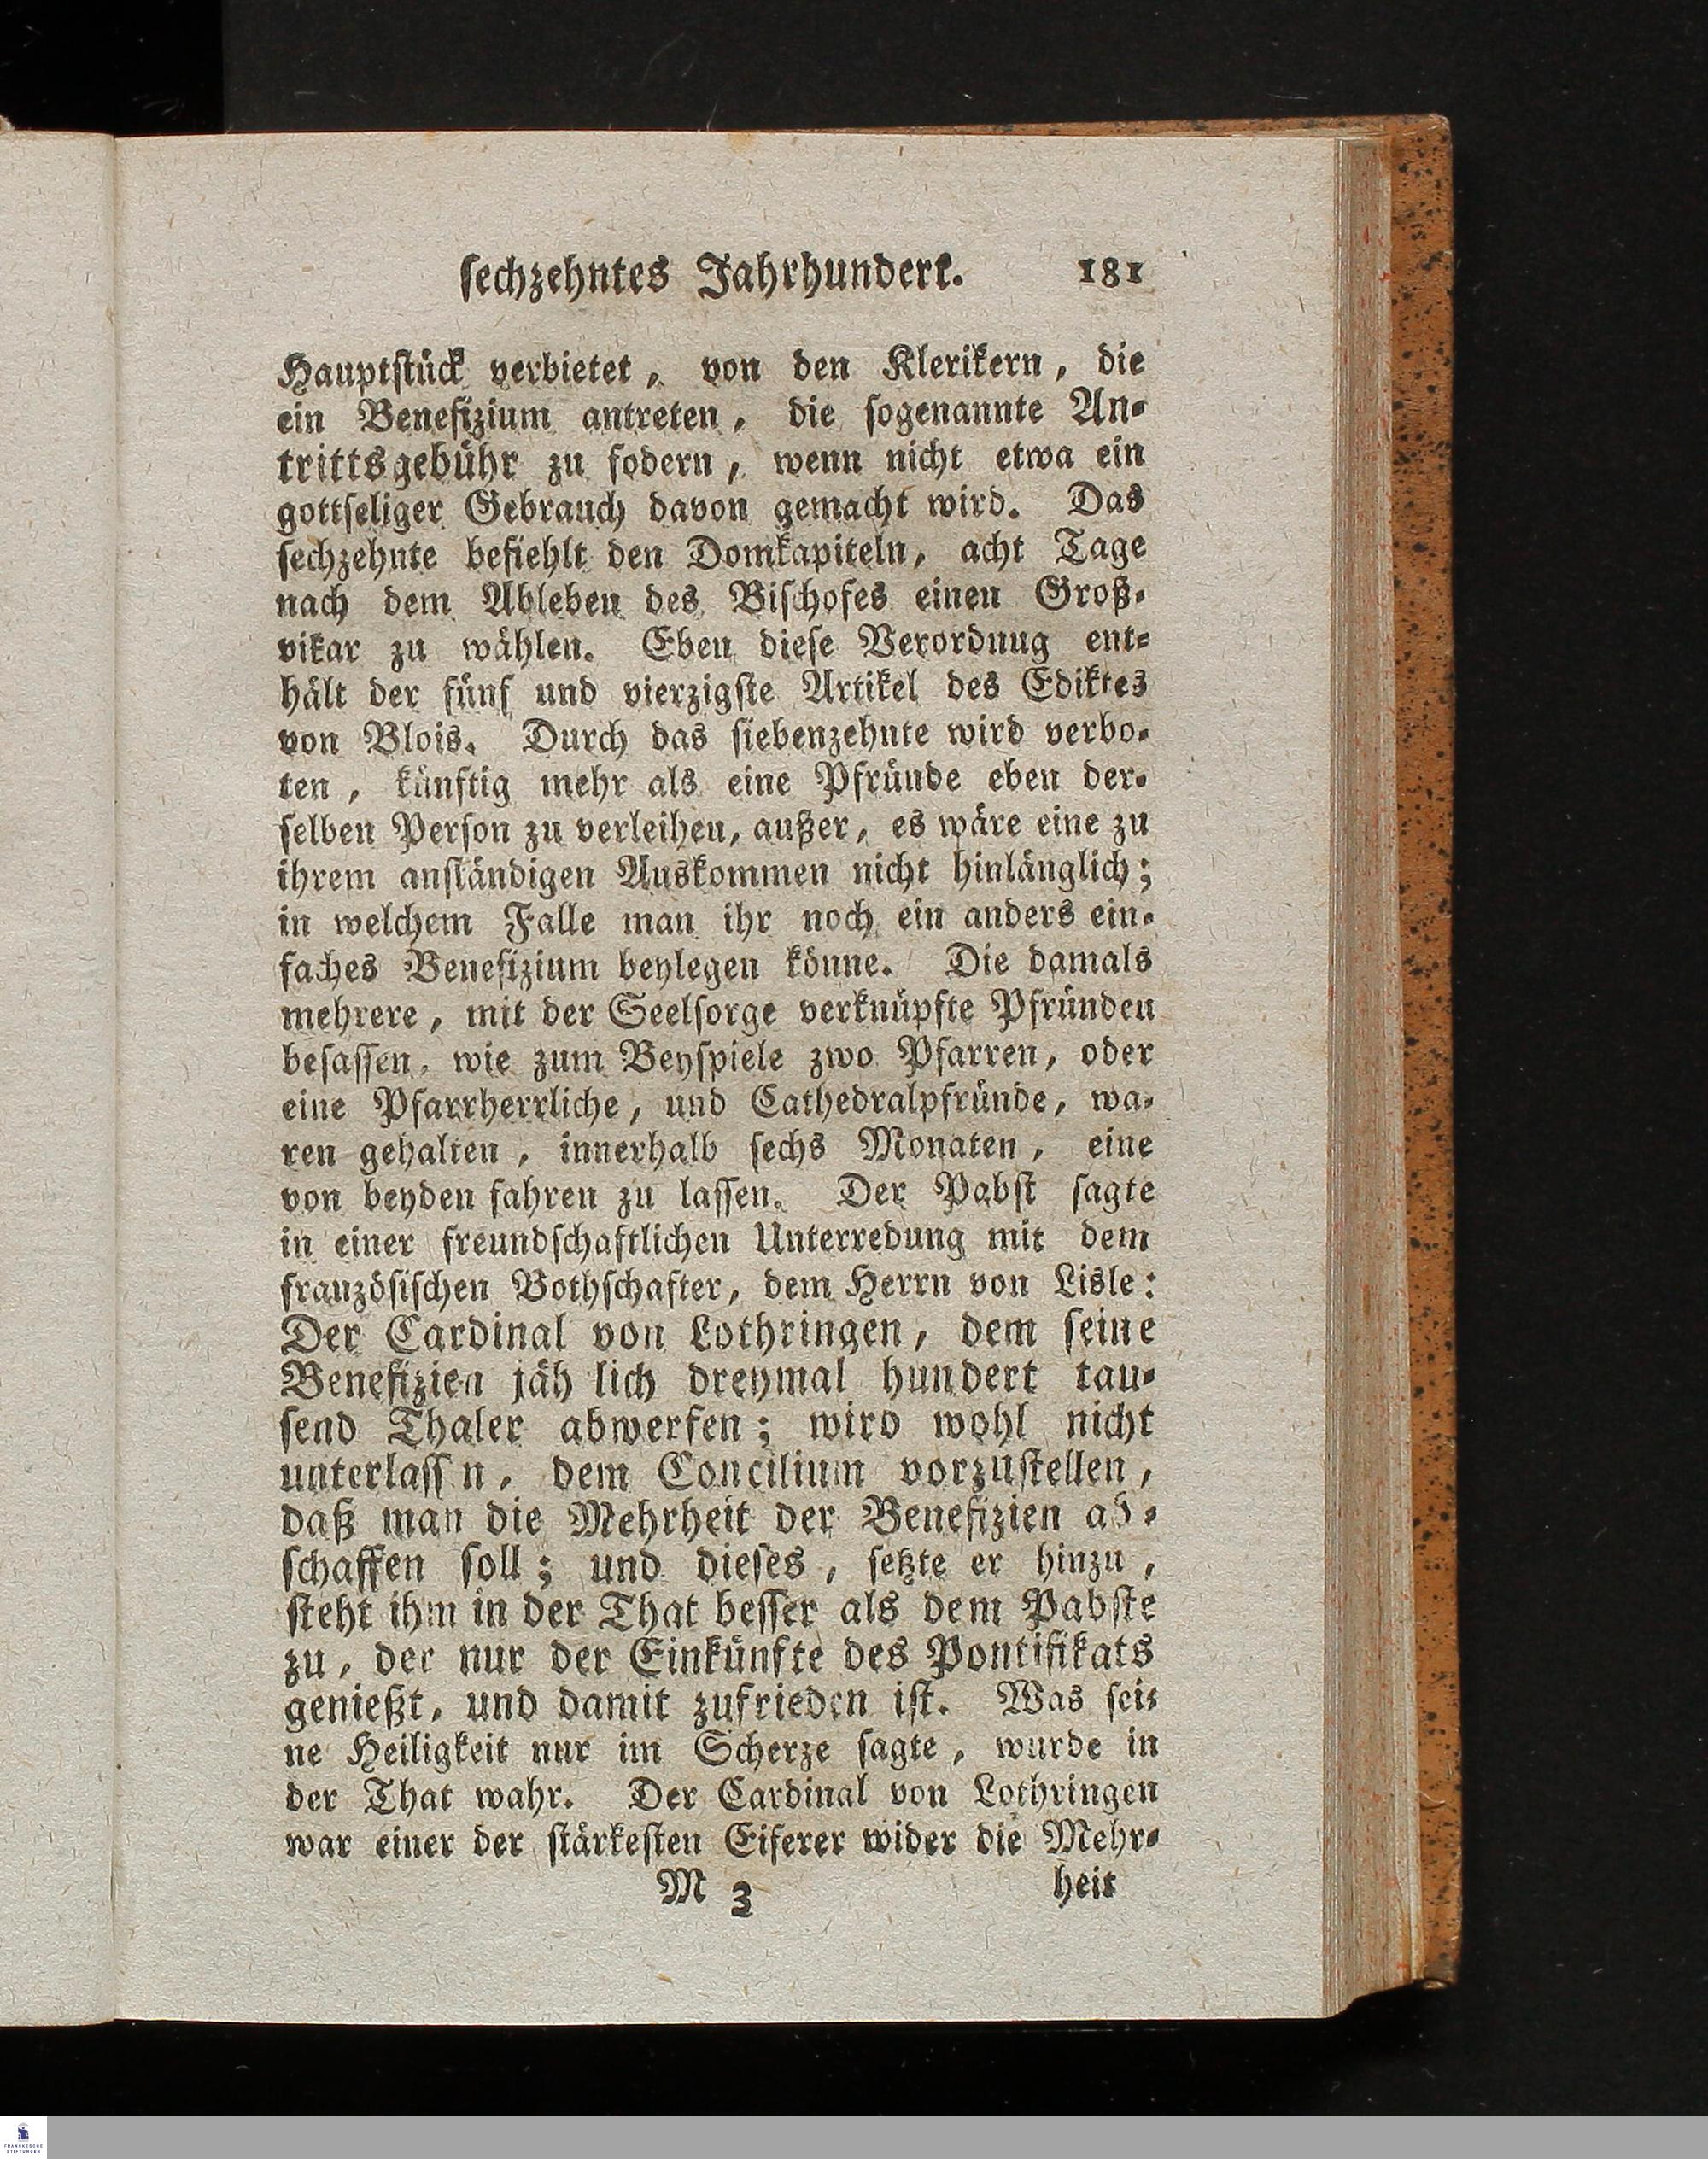 sechzehntes Jahrhundert. 181
Hauptstück verbietet, von den Klerikern, die
ein Benefizium antreten, die sogenannte An-
trittsgebühr zu fodern, wenn nicht etwa ein
gottseliger Gebrauch davon gemacht wird. Das
sechzehnte befiehlt den Domkapiteln, acht Tage
nach dem Ableben des Bischofes einen Groß-
vikar zu wählen. Eben diese Verordnug ent-
hält der fünf und vierzigste Artikel des Ediktes
von Blois. Durch das siebenzehnte wird verbo-
ten, künftig mehr als eine Pfründe eben der-
selben Person zu verleihen, außer, es wäre eine zu
ihrem anständigen Auskommen nicht hinlänglich;
in welchem Falle man ihr noch ein anders ein-
faches Benefizium beylegen könne. Die damals
mehrere, mit der Seelsorge verknüpfte Pfründen
besassen, wie zum Beyspiele zwo Pfarren, oder
eine Pfarrherrliche, und Cathedralpfründe, wa-
ren gehalten, innerhalb sechs Monaten, eine
von beyden fahren zu lassen. Der Pabst sagte
in einer freundschaftlichen Unterredung mit dem
französischen Bothschafter, dem Herrn von Lisle:
Der Cardinal von Lothringen, dem seine
Benefizien jäh lich dreymal hundert tau-
send Thaler abwerfen; wird wohl nicht
unterlass n, dem Concilium vorzustellen,
daß man die Mehrheit der Benefizien ab-
schaffen soll; und dieses, setzte er hinzu,
steht ihm in der That besser als dem Pabste
zu, der nur der Einkünfte des Pontifikats
genießt, und damit zufrieden ist. Was sei-
ne Heiligkeit nur im Scherze sagte, wurde in
der That wahr. Der Cardinal von Lothringen
war einer der stärkesten Eiferer wider die Mehr-
M 3 heit
FRANCKESCHE
STIFTUNGEN